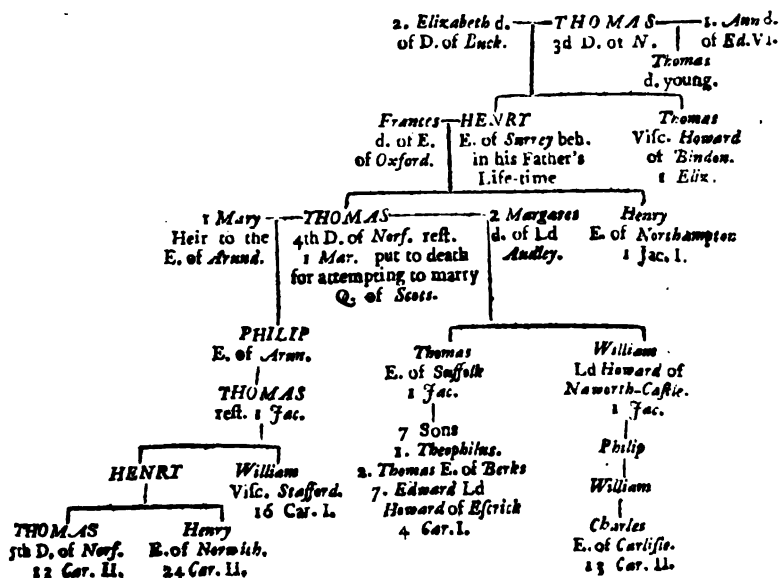 2. Elizabeth d. THOMAS 1. Ann d.
of D. of Buck. 3d D. of N. of Ed. VI.
Thomas
d. young.
Frances HENRY Thomas
d. of E. E. of Surrey beh. Visc. Howard
of Oxford. in his Father's of Bindon.
Life-time 1 Eliz.
1 Mary THOMAS 2 Margaret Henry
Heir to the 4th D. of Norf. rest. d. of Ld E. of Northampton
E. of Arund. 1 Mar. put to death Audley. 1 Jac. I.
for attempting to marry
Q. of Scots.
PHILIP Thomas William
E. of Arun. E. of Suffolk Ld Howard of
THOMAS 1 Jac. Naworth-Castle.
rest. 1 Jac. 1 Jac.
7 Sons
1. Theophilus. Philip
HENRY William 2. Thomas E. of Berks
Visc. Stafford. 7. Edward Ld William
16 Car. I. Howard of Escrick
THOMAS Henry 4 Car. I. Charles
5th D. of Norf. E. of Norwich. E. of Carlisle.
12 Car. II. 24 Car. II. 13 Car. II.